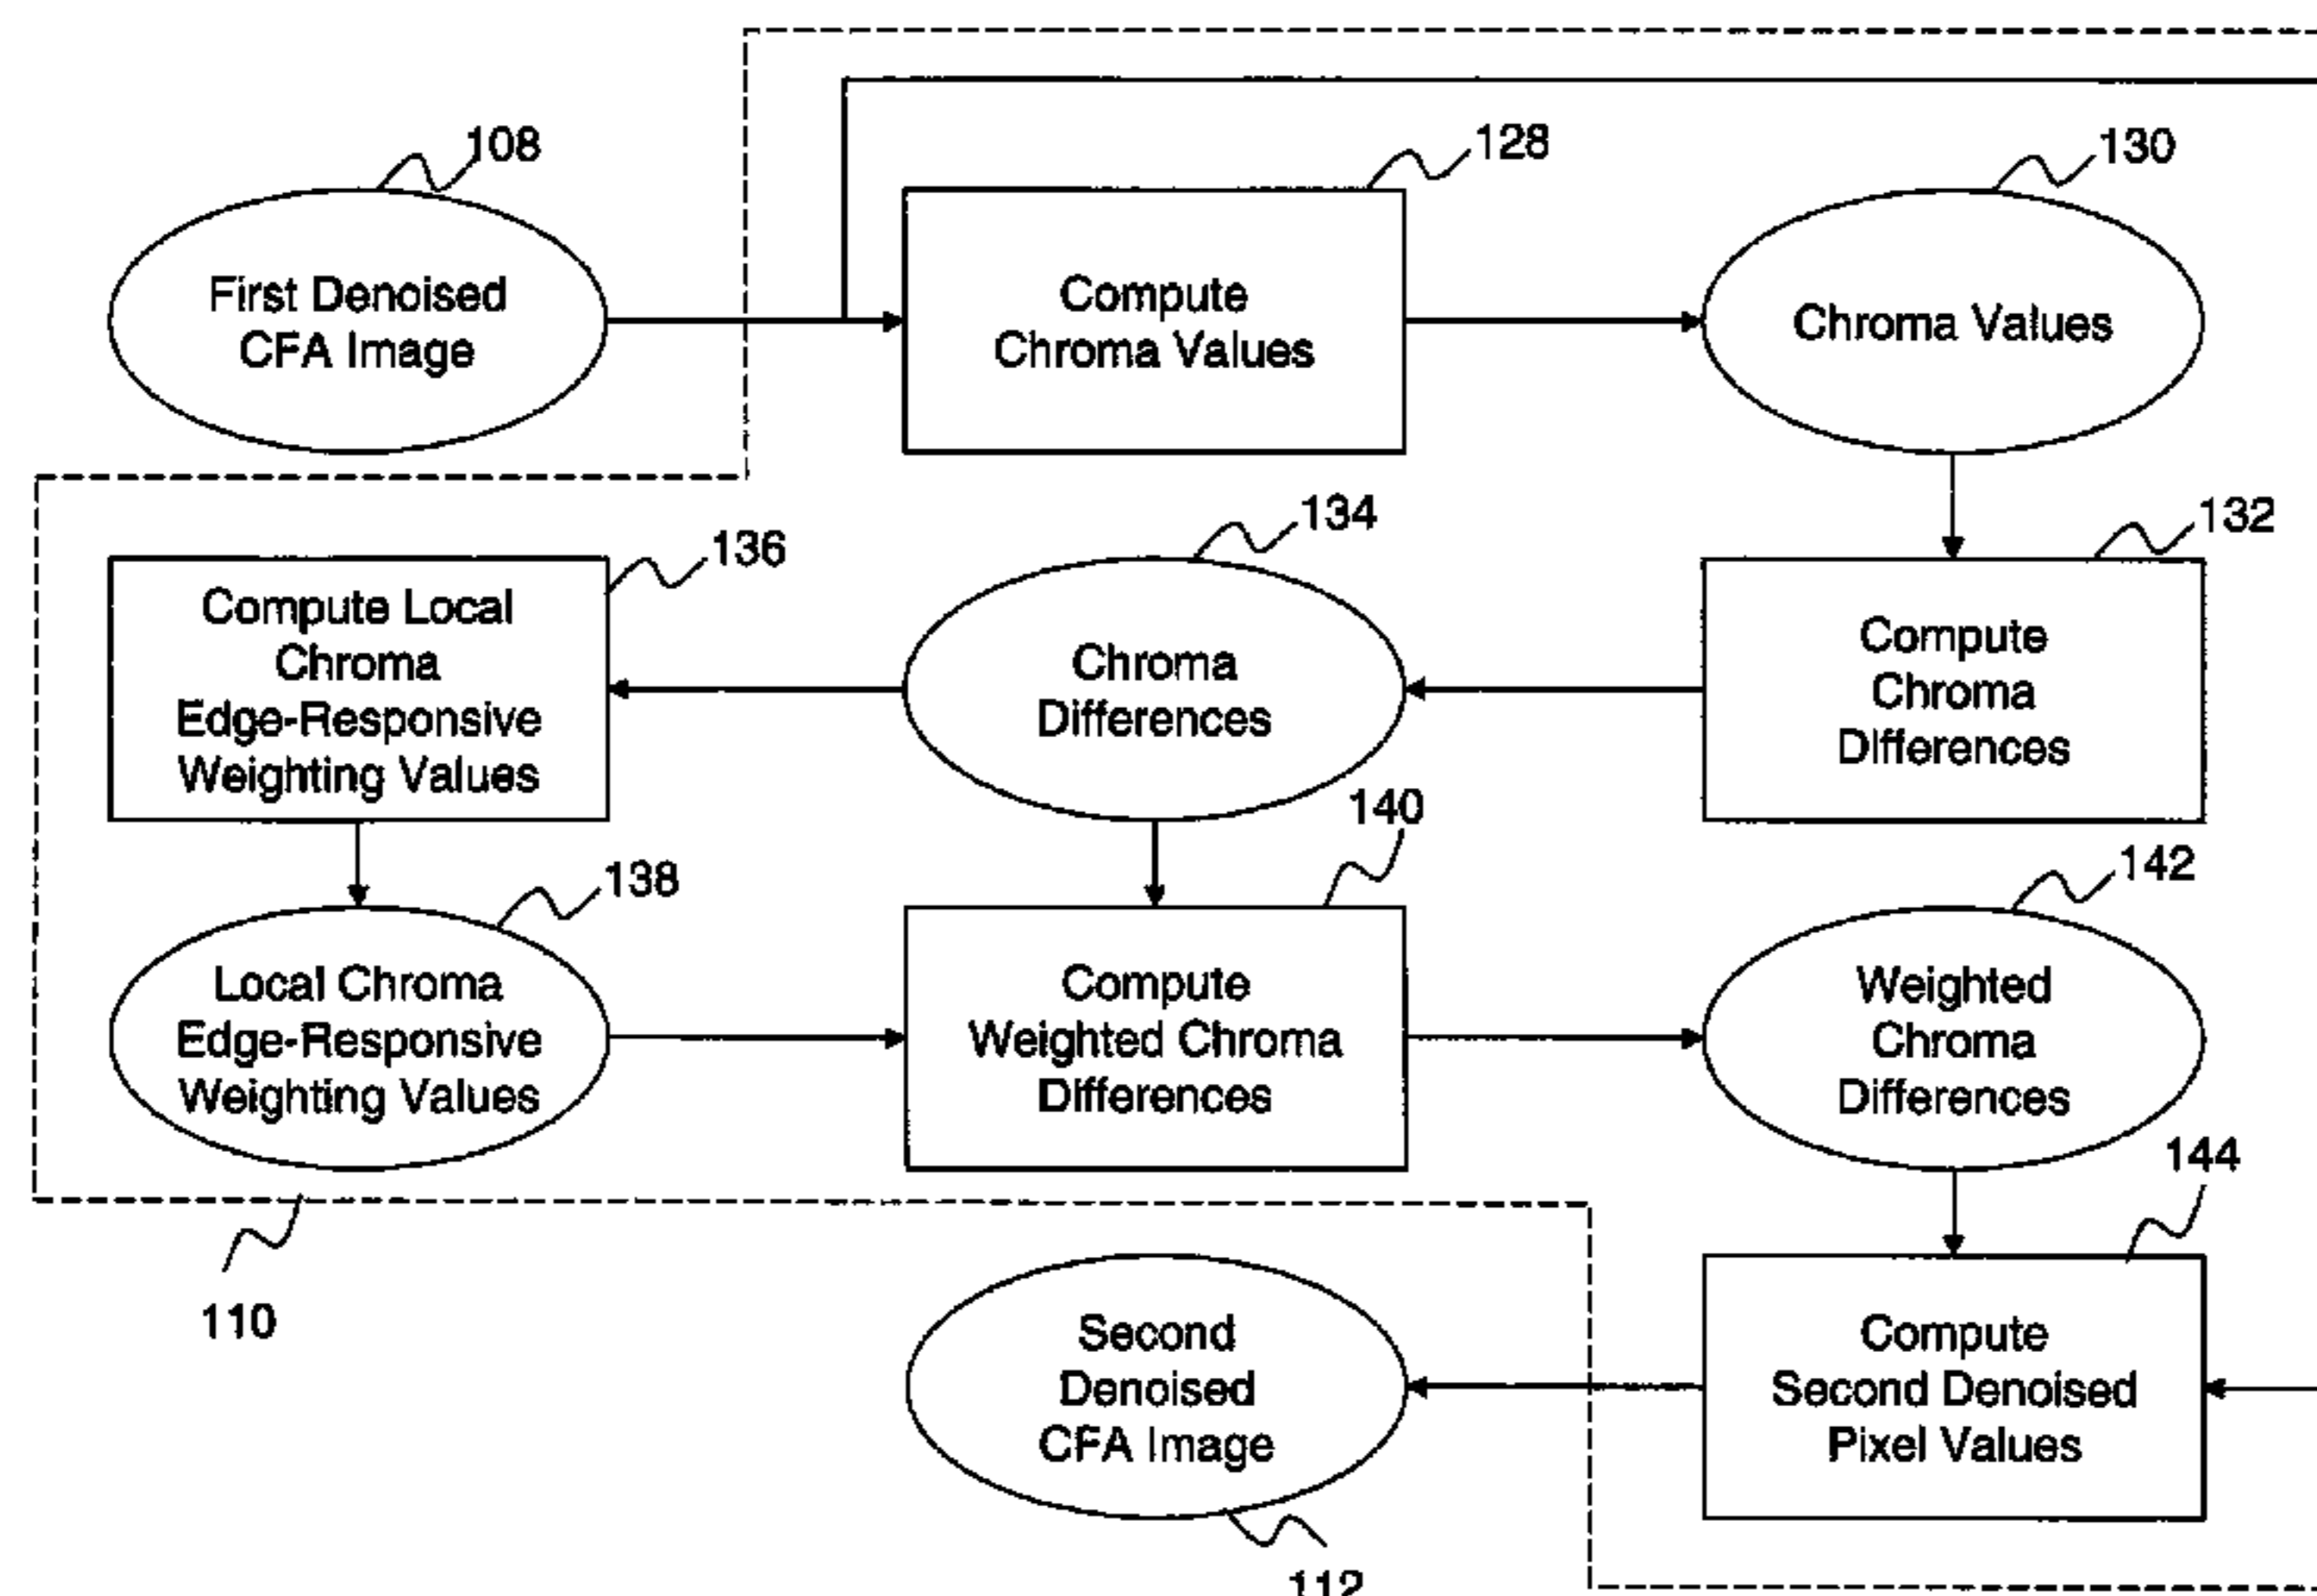 108
First Denoised
CFA Image
128
Compute
Chroma Values
130
Chroma Values
136
Compute Local
Chroma
Edge-Responsive
Weighting Values
134
Chroma
Differences
132
Compute
Chroma
Differences
138
Local Chroma
Edge-Responsive
Weighting Values
140
Compute
Weighted Chroma
Differences
142
Weighted
Chroma
Differences
110
Second
Denoised
CFA Image
112
144
Compute
Second Denoised
Pixel Values